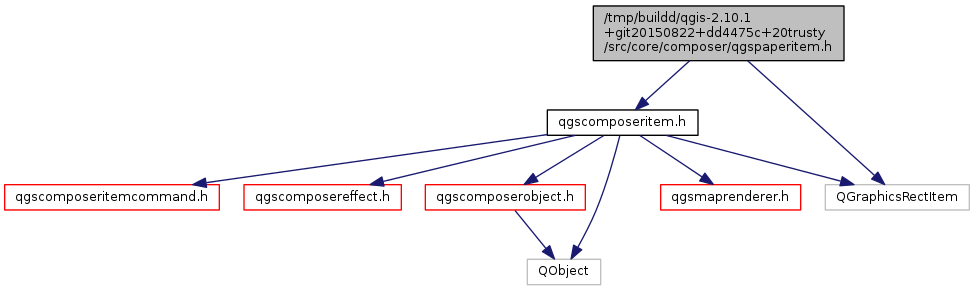 /tmp/buildd/qgis-2.10.1
+git20150822+dd4475c+20trusty
/src/core/composer/qgspaperitem.h
qgscomposeritem.h
qgscomposeritemcommand.h
qgscomposereffect.h
qgscomposerobject.h
qgsmaprenderer.h
QGraphicsRectItem
QObject